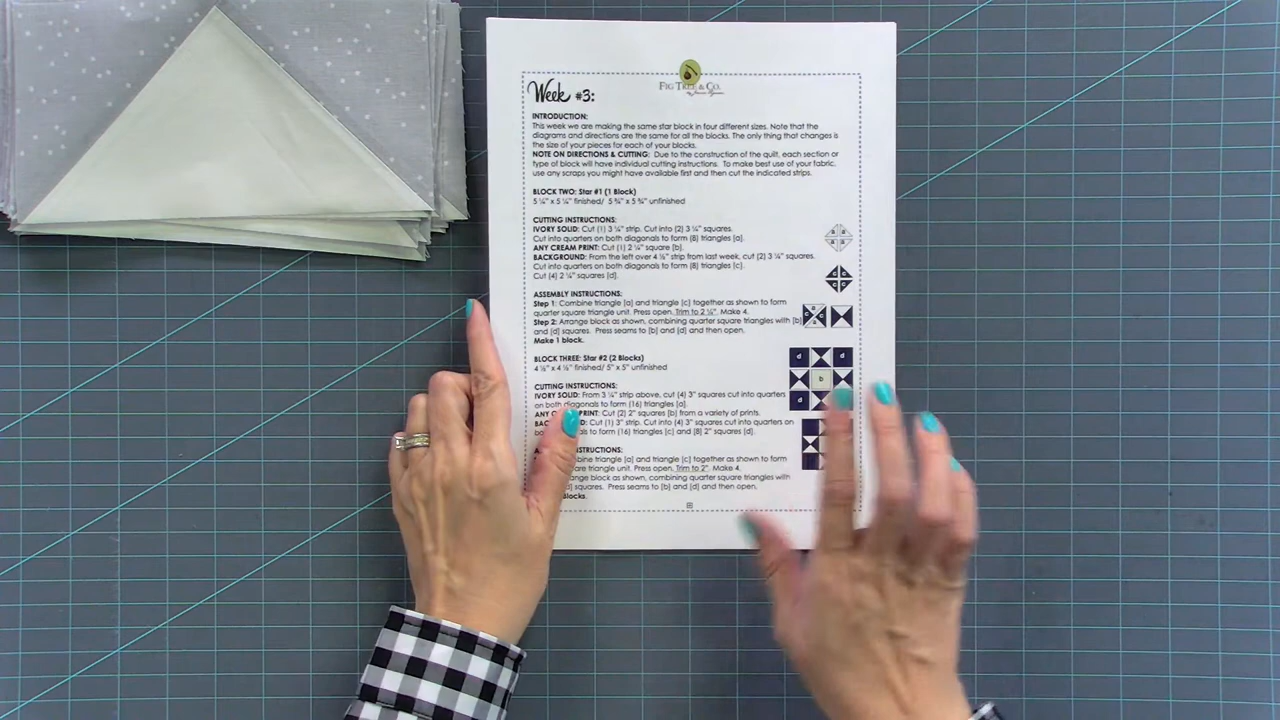 Week #3:
FIG TREE & CO.
INTRODUCTION:
This week we are making the same star block in four different sizes. Note that the
diagrams and directions are the same for all the blocks. The only thing that changes is
the size of your pieces for each of your blocks.
NOTE ON DIRECTIONS & CUTTING: Due to the construction of the quilt, each section or
type of block will have individual cutting instructions. To make best use of your fabric,
use any scraps you might have available first and then cut the indicated strips.
BLOCK TWO: Star #1 (1 Block)
5 ¼" x 5 ¼" finished/ 5 ¾" x 5 ¾" unfinished
CUTTING INSTRUCTIONS:
IVORY SOLID: Cut (1) 3 ¼" strip. Cut into (2) 3 ¼" squares.
Cut into quarters on both diagonals to form (8) triangles [a].
ANY CREAM PRINT: Cut (1) 2 ¼" square [b].
BACKGROUND: From the left over 4 ½" strip from last week, cut (2) 3 ¼" squares.
Cut into quarters on both diagonals to form (8) triangles [c].
Cut (4) 2 ¼" squares [d].
ASSEMBLY INSTRUCTIONS:
Step 1: Combine triangle [a] and triangle [c] together as shown to form
quarter square triangle unit. Press open. Trim to 2 ¼". Make 4.
Step 2: Arrange block as shown, combining quarter square triangles with [b]
and [d] squares. Press seams to [b] and [d] and then open.
Make 1 block.
d d
b
d
BLOCK THREE: Star #2 (2 Blocks)
4 ½" x 4 ½" finished/ 5" x 5" unfinished
CUTTING INSTRUCTIONS:
IVORY SOLID: From 3 ¼" strip above, cut (4) 3" squares cut into quarters
on both diagonals to form (16) triangles [a].
ANY PRINT: Cut (2) 2" squares [b] from a variety of prints.
Cut (1) 3" strip. Cut into (4) 3" squares cut into quarters on
to form (16) triangles [c] and (8) 2" squares [d].
INSTRUCTIONS:
triangle [a] and triangle [c] together as shown to form
square triangle unit. Press open. Trim to 2". Make 4.
block as shown, combining quarter square triangles with
squares. Press seams to [b] and [d] and then open.